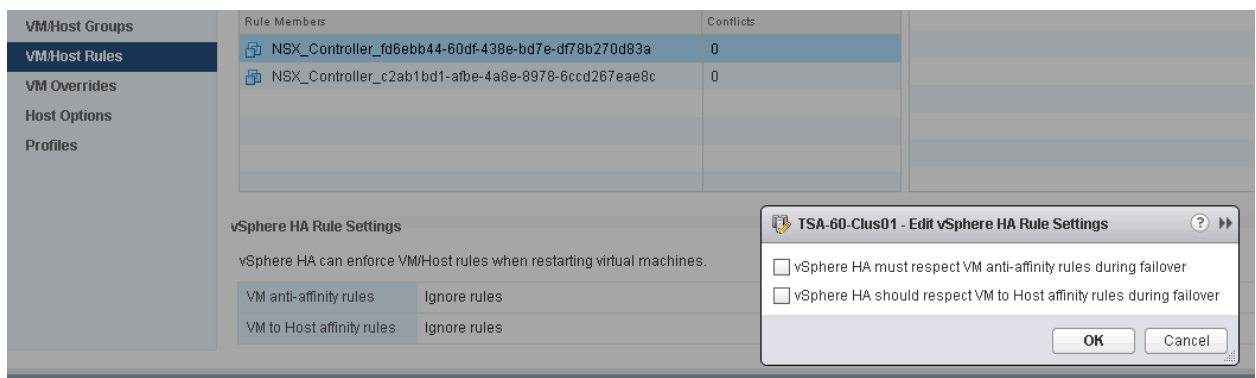 VM/Host Groups
VM/Host Rules
VM Overrides
Host Options
Profiles
Rule Members Conflicts
NSX_Controller_fd6ebb44-60df-438e-bd7e-df78b270d83a 0
NSX_Controller_c2ab1bd1-afbe-4a8e-8978-6ccd267eae8c 0
vSphere HA Rule Settings
vSphere HA can enforce VM/Host rules when restarting virtual machines.
VM anti-affinity rules Ignore rules
VM to Host affinity rules Ignore rules
TSA-60-Clus01 - Edit vSphere HA Rule Settings ?
vSphere HA must respect VM anti-affinity rules during failover
vSphere HA should respect VM to Host affinity rules during failover
OK Cancel